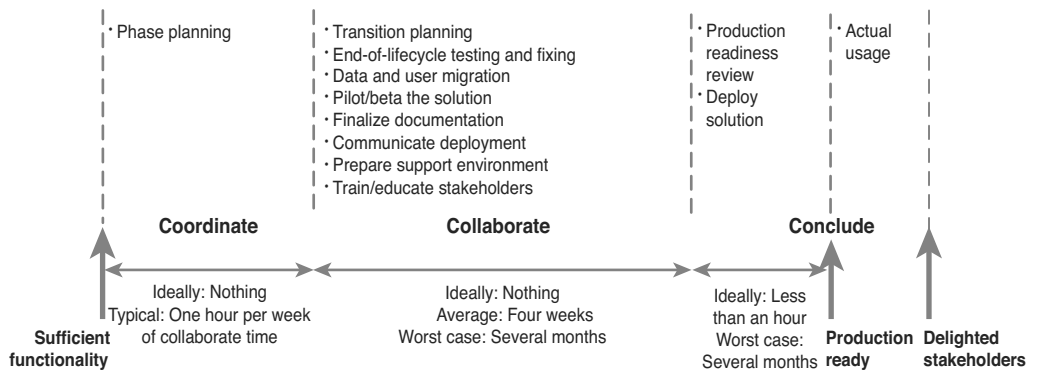 · Phase planning
· Transition planning
· End-of-lifecycle testing and fixing
· Data and user migration
· Pilot/beta the solution
· Finalize documentation
· Communicate deployment
· Prepare support environment
· Train/educate stakeholders
· Production
readiness
review
· Deploy
solution
· Actual
usage
Coordinate
Collaborate
Conclude
Ideally: Nothing
Typical: One hour per week
of collaborate time
Ideally: Nothing
Average: Four weeks
Worst case: Several months
Ideally: Less
than an hour
Worst case:
Several months
Sufficient
functionality
Production
ready
Delighted
stakeholders